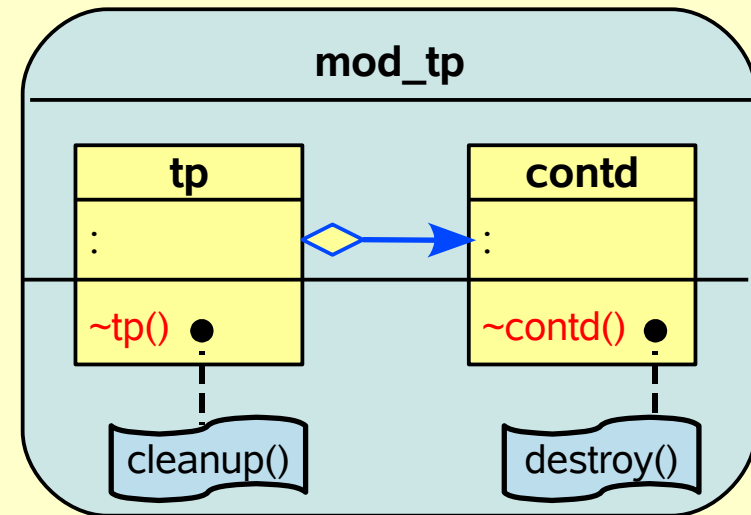 mod_tp
tp
contd
:
:
~tp()
~contd()
cleanup()
destroy()